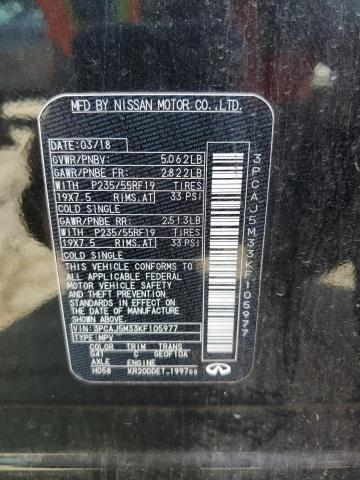 MFD BY NISSAN MOTOR CO.,LTD.
DATE:03/18
GVWR/PNBV: 5,062LB
GAWR/PNBE FR: 2,822LB
WITH P235/55RF19 TIRES
19X7.5 RIMS.AT 33 PSI
COLD SINGLE
GAWR/PNBE RR: 2,513LB
WITH P235/55RF19 TIRES
19X7.5 RIMS.AT 33 PSI
COLD SINGLE
THIS VEHICLE CONFORMS TO
ALL APPLICABLE FEDERAL
MOTOR VEHICLE SAFETY
AND THEFT PREVENTION
STANDARDS IN EFFECT ON
THE DATE OF MANUFACTURE
SHOWN ABOVE.
VIN:3PCAJ5M33KF105977
TYPE:MPV
COLOR TRIM TRANS
G41 G GE0F10A
AXLE ENGINE
HD58 KR20DDET 1997cc
3PCAJ5M33KF105977